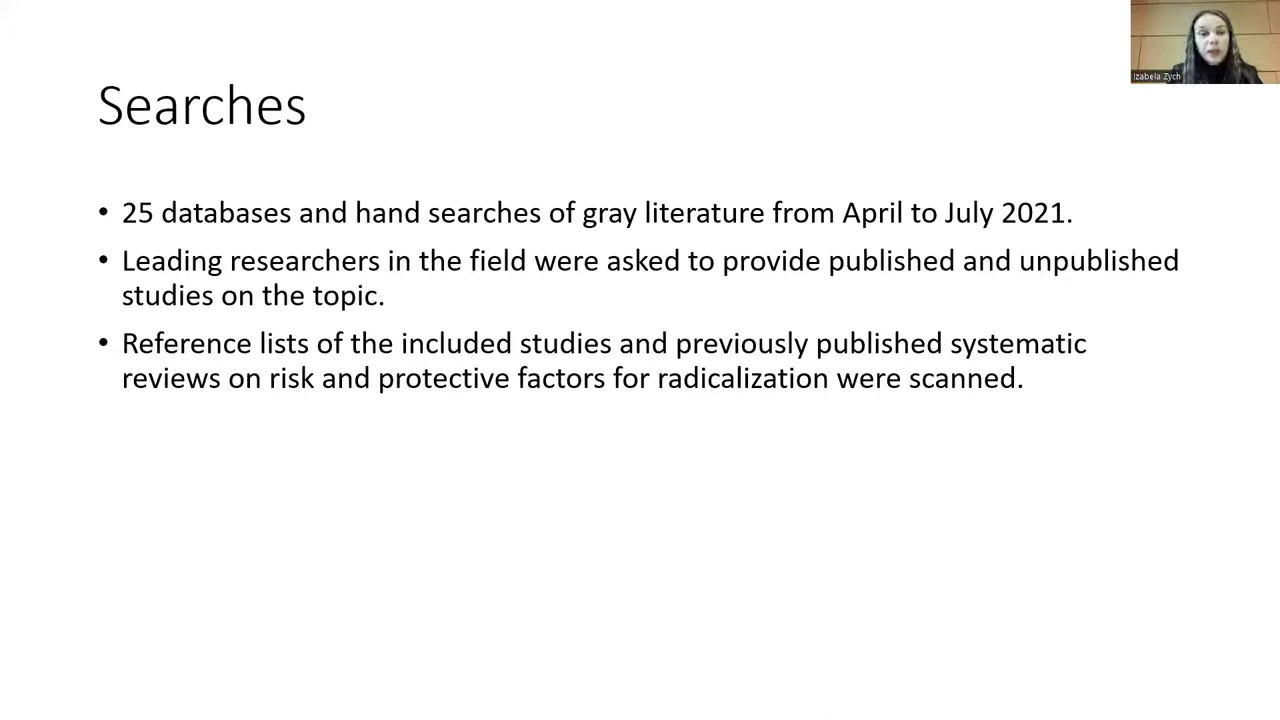 Izabela Zych
Searches
• 25 databases and hand searches of gray literature from April to July 2021.
• Leading researchers in the field were asked to provide published and unpublished
studies on the topic.
• Reference lists of the included studies and previously published systematic
reviews on risk and protective factors for radicalization were scanned.